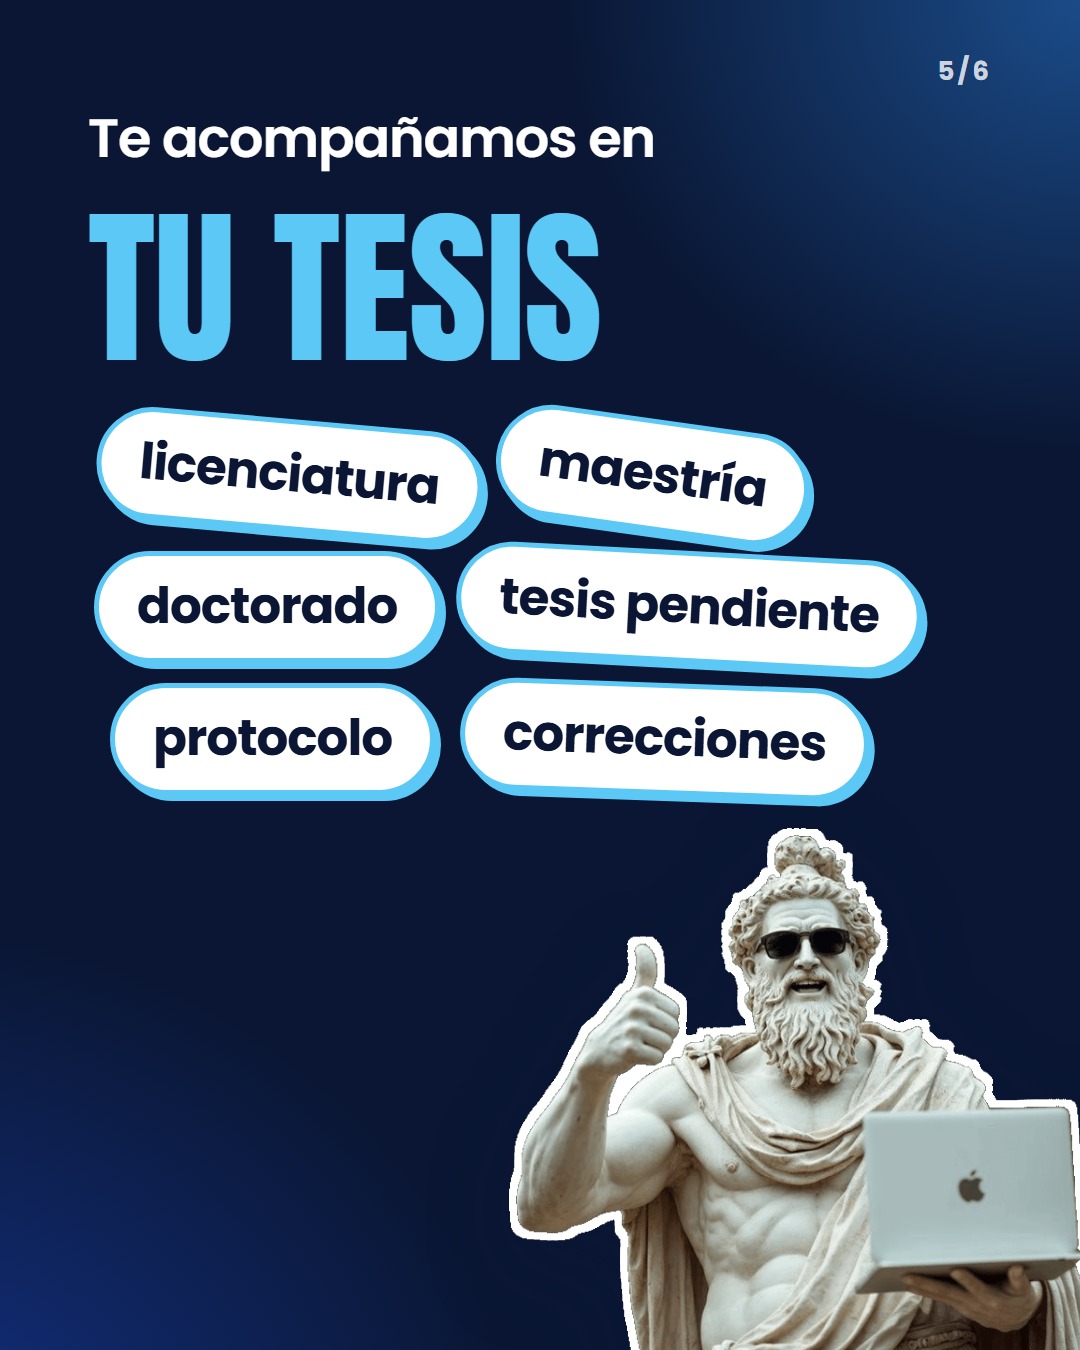 5/6
Te acompañamos en
TU TESIS
licenciatura
maestría
doctorado
tesis pendiente
protocolo
correcciones